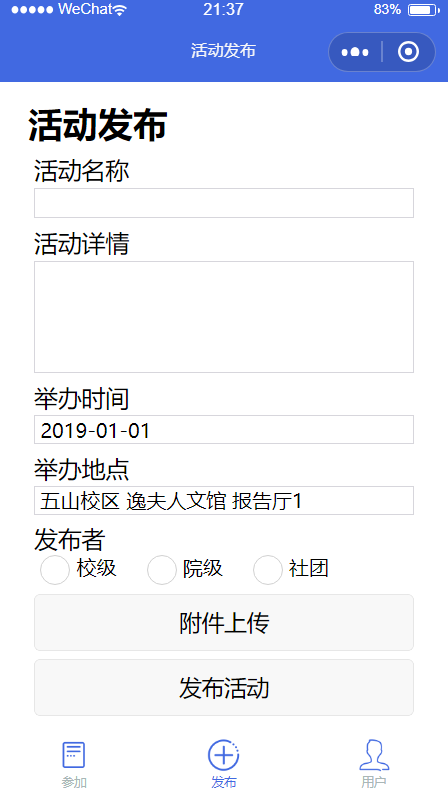 WeChat 21:37 83%
活动发布
活动发布
活动名称
活动详情
举办时间
2019-01-01
举办地点
五山校区 逸夫人文馆 报告厅1
发布者
校级 院级 社团
附件上传
发布活动
参加 发布 用户